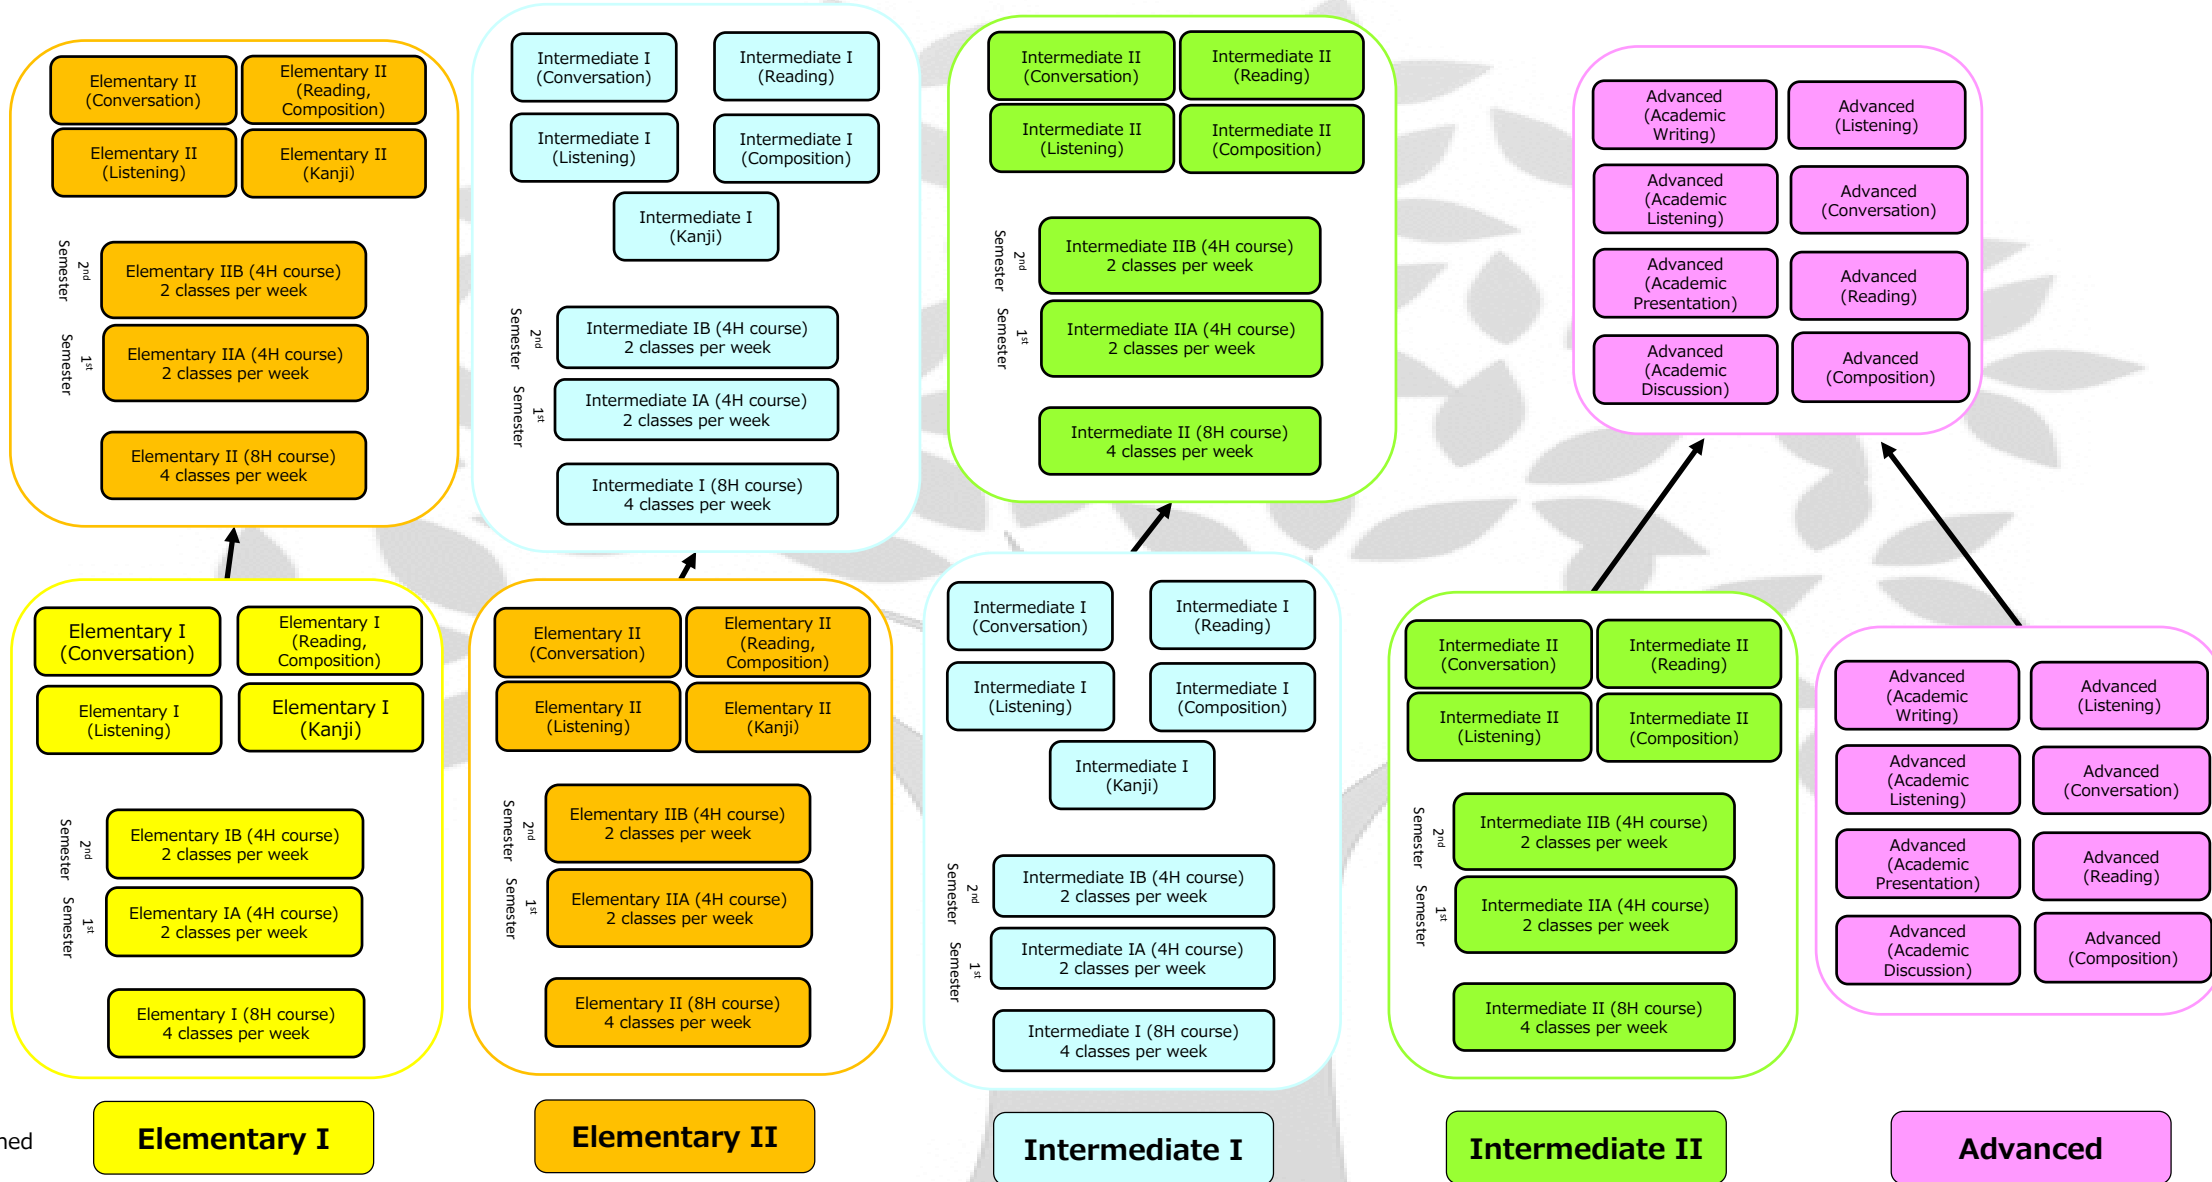 Elementary II
(Conversation)
Elementary II
(Reading,
Composition)
Elementary II
(Listening)
Elementary II
(Kanji)
2nd
Semester
Elementary IIB (4H course)
2 classes per week
1st
Semester
Elementary IIA (4H course)
2 classes per week
Elementary II (8H course)
4 classes per week
Intermediate I
(Conversation)
Intermediate I
(Reading)
Intermediate I
(Listening)
Intermediate I
(Composition)
Intermediate I
(Kanji)
2nd
Semester
Intermediate IB (4H course)
2 classes per week
1st
Semester
Intermediate IA (4H course)
2 classes per week
Intermediate I (8H course)
4 classes per week
Intermediate II
(Conversation)
Intermediate II
(Reading)
Intermediate II
(Listening)
Intermediate II
(Composition)
2nd
Semester
Intermediate IIB (4H course)
2 classes per week
1st
Semester
Intermediate IIA (4H course)
2 classes per week
Intermediate II (8H course)
4 classes per week
Advanced
(Academic
Writing)
Advanced
(Listening)
Advanced
(Academic
Listening)
Advanced
(Conversation)
Advanced
(Academic
Presentation)
Advanced
(Reading)
Advanced
(Academic
Discussion)
Advanced
(Composition)
Elementary I
(Conversation)
Elementary I
(Reading,
Composition)
Elementary I
(Listening)
Elementary I
(Kanji)
2nd
Semester
Elementary IB (4H course)
2 classes per week
1st
Semester
Elementary IA (4H course)
2 classes per week
Elementary I (8H course)
4 classes per week
Elementary II
(Conversation)
Elementary II
(Reading,
Composition)
Elementary II
(Listening)
Elementary II
(Kanji)
2nd
Semester
Elementary IIB (4H course)
2 classes per week
1st
Semester
Elementary IIA (4H course)
2 classes per week
Elementary II (8H course)
4 classes per week
Intermediate I
(Conversation)
Intermediate I
(Reading)
Intermediate I
(Listening)
Intermediate I
(Composition)
Intermediate I
(Kanji)
2nd
Semester
Intermediate IB (4H course)
2 classes per week
1st
Semester
Intermediate IA (4H course)
2 classes per week
Intermediate I (8H course)
4 classes per week
Intermediate II
(Conversation)
Intermediate II
(Reading)
Intermediate II
(Listening)
Intermediate II
(Composition)
2nd
Semester
Intermediate IIB (4H course)
2 classes per week
1st
Semester
Intermediate IIA (4H course)
2 classes per week
Intermediate II (8H course)
4 classes per week
Advanced
(Academic
Writing)
Advanced
(Listening)
Advanced
(Academic
Listening)
Advanced
(Conversation)
Advanced
(Academic
Presentation)
Advanced
(Reading)
Advanced
(Academic
Discussion)
Advanced
(Composition)
Elementary I
Elementary II
Intermediate I
Intermediate II
Advanced